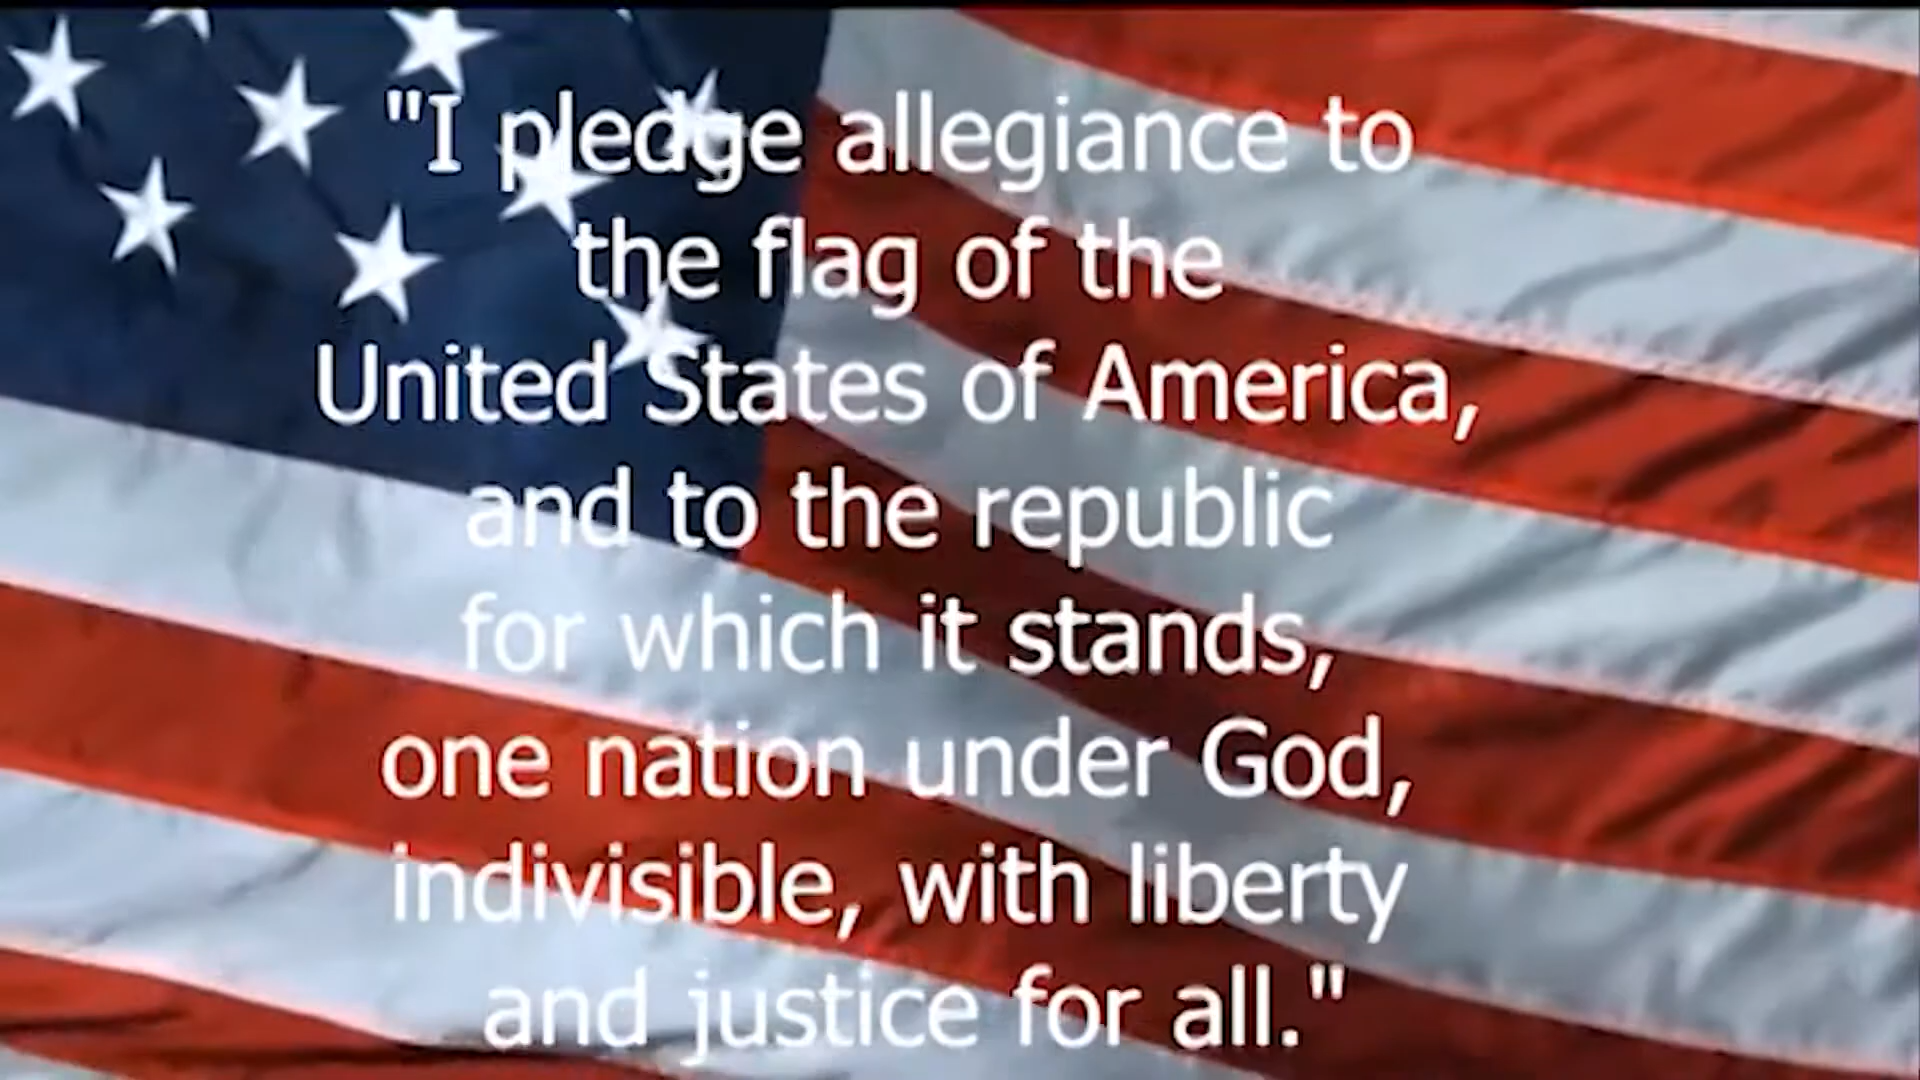 "I pledge allegiance to
the flag of the
United States of America,
and to the republic
for which it stands,
one nation under God,
indivisible, with liberty
and justice for all."